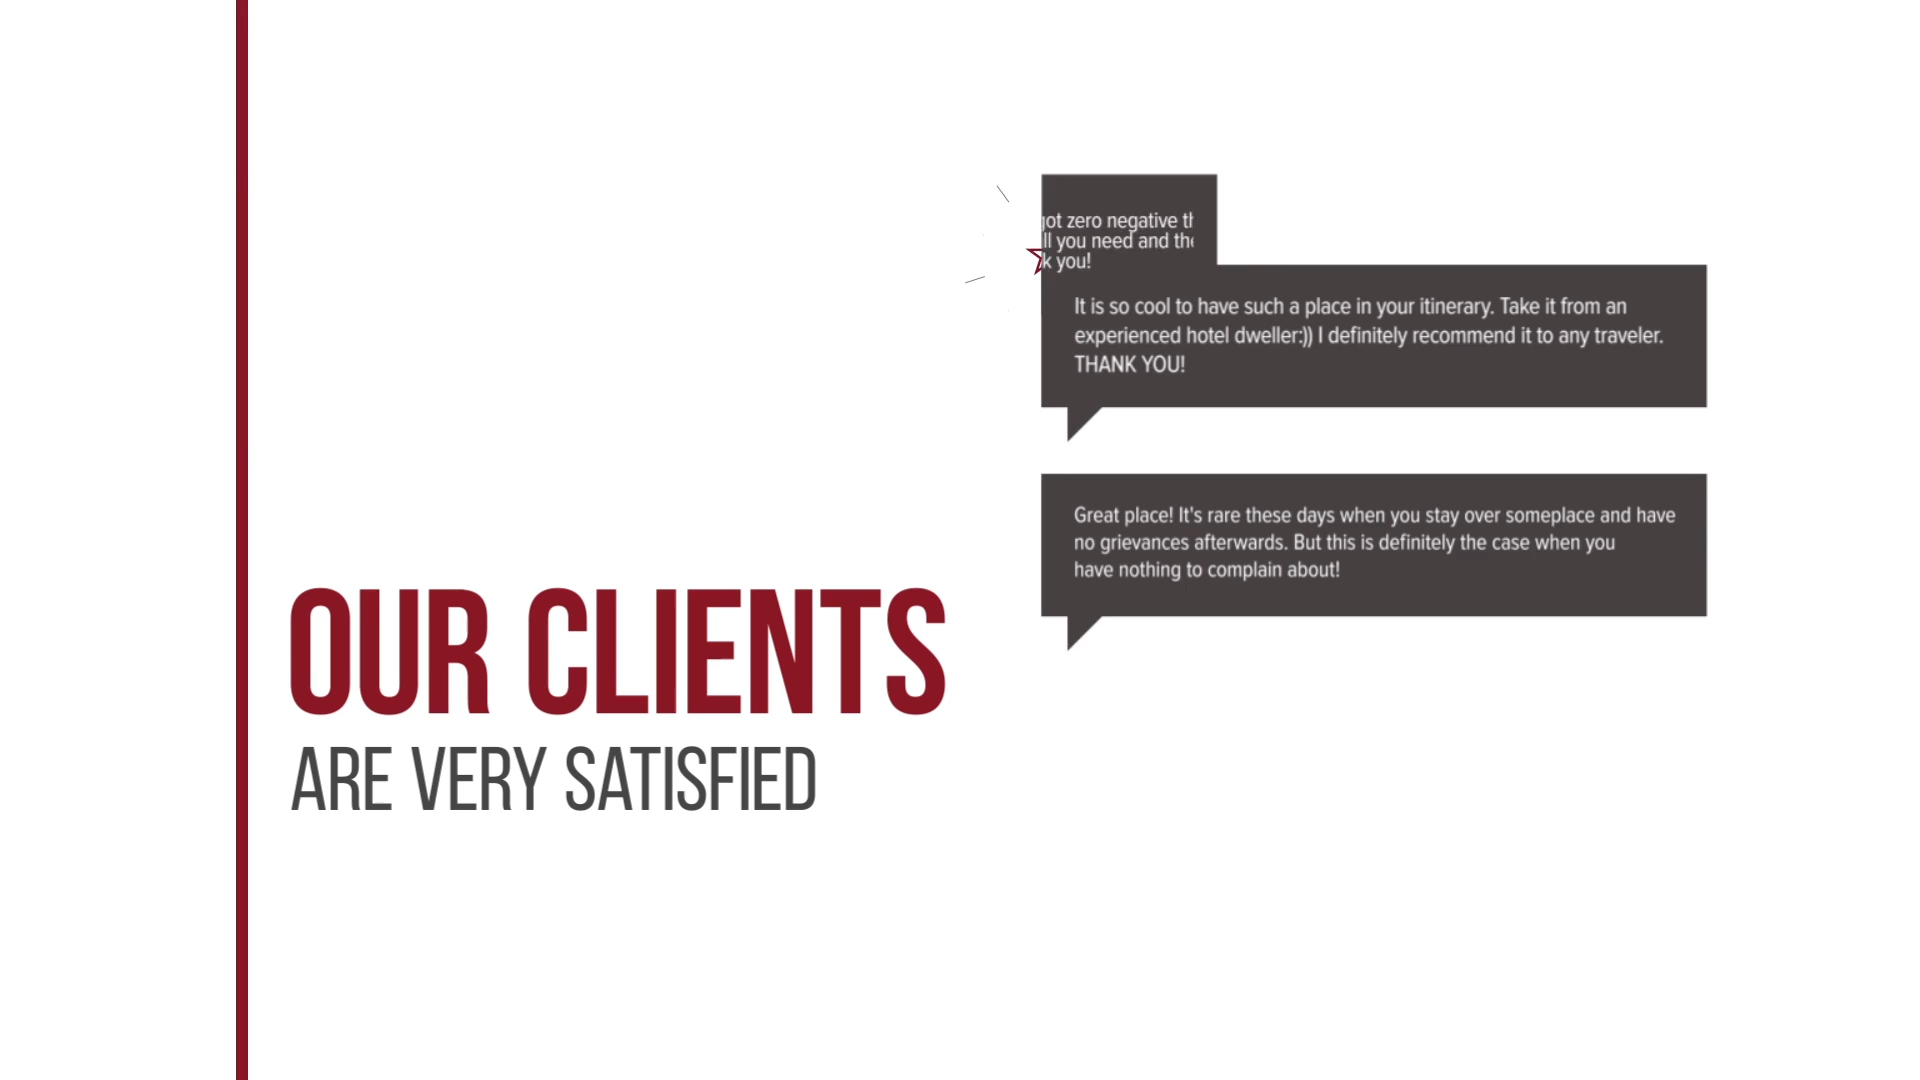 OUR CLIENTS
ARE VERY SATISFIED
zero negative
you need and
you!
It is so cool to have such a place in your itinerary. Take it from an
experienced hotel dweller:)) I definitely recommend it to any traveler.
THANK YOU!
Great place! It's rare these days when you stay over someplace and have
no grievances afterwards. But this is definitely the case when you
have nothing to complain about!